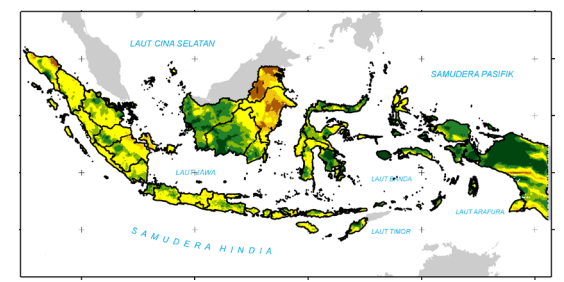 LAUT CINA SELATAN
SAMUDERA PASIFIK
LAUT JAWA
LAUT BANDA
LAUT ARAFURA
LAUT TIMOR
SAMUDERA HINDIA